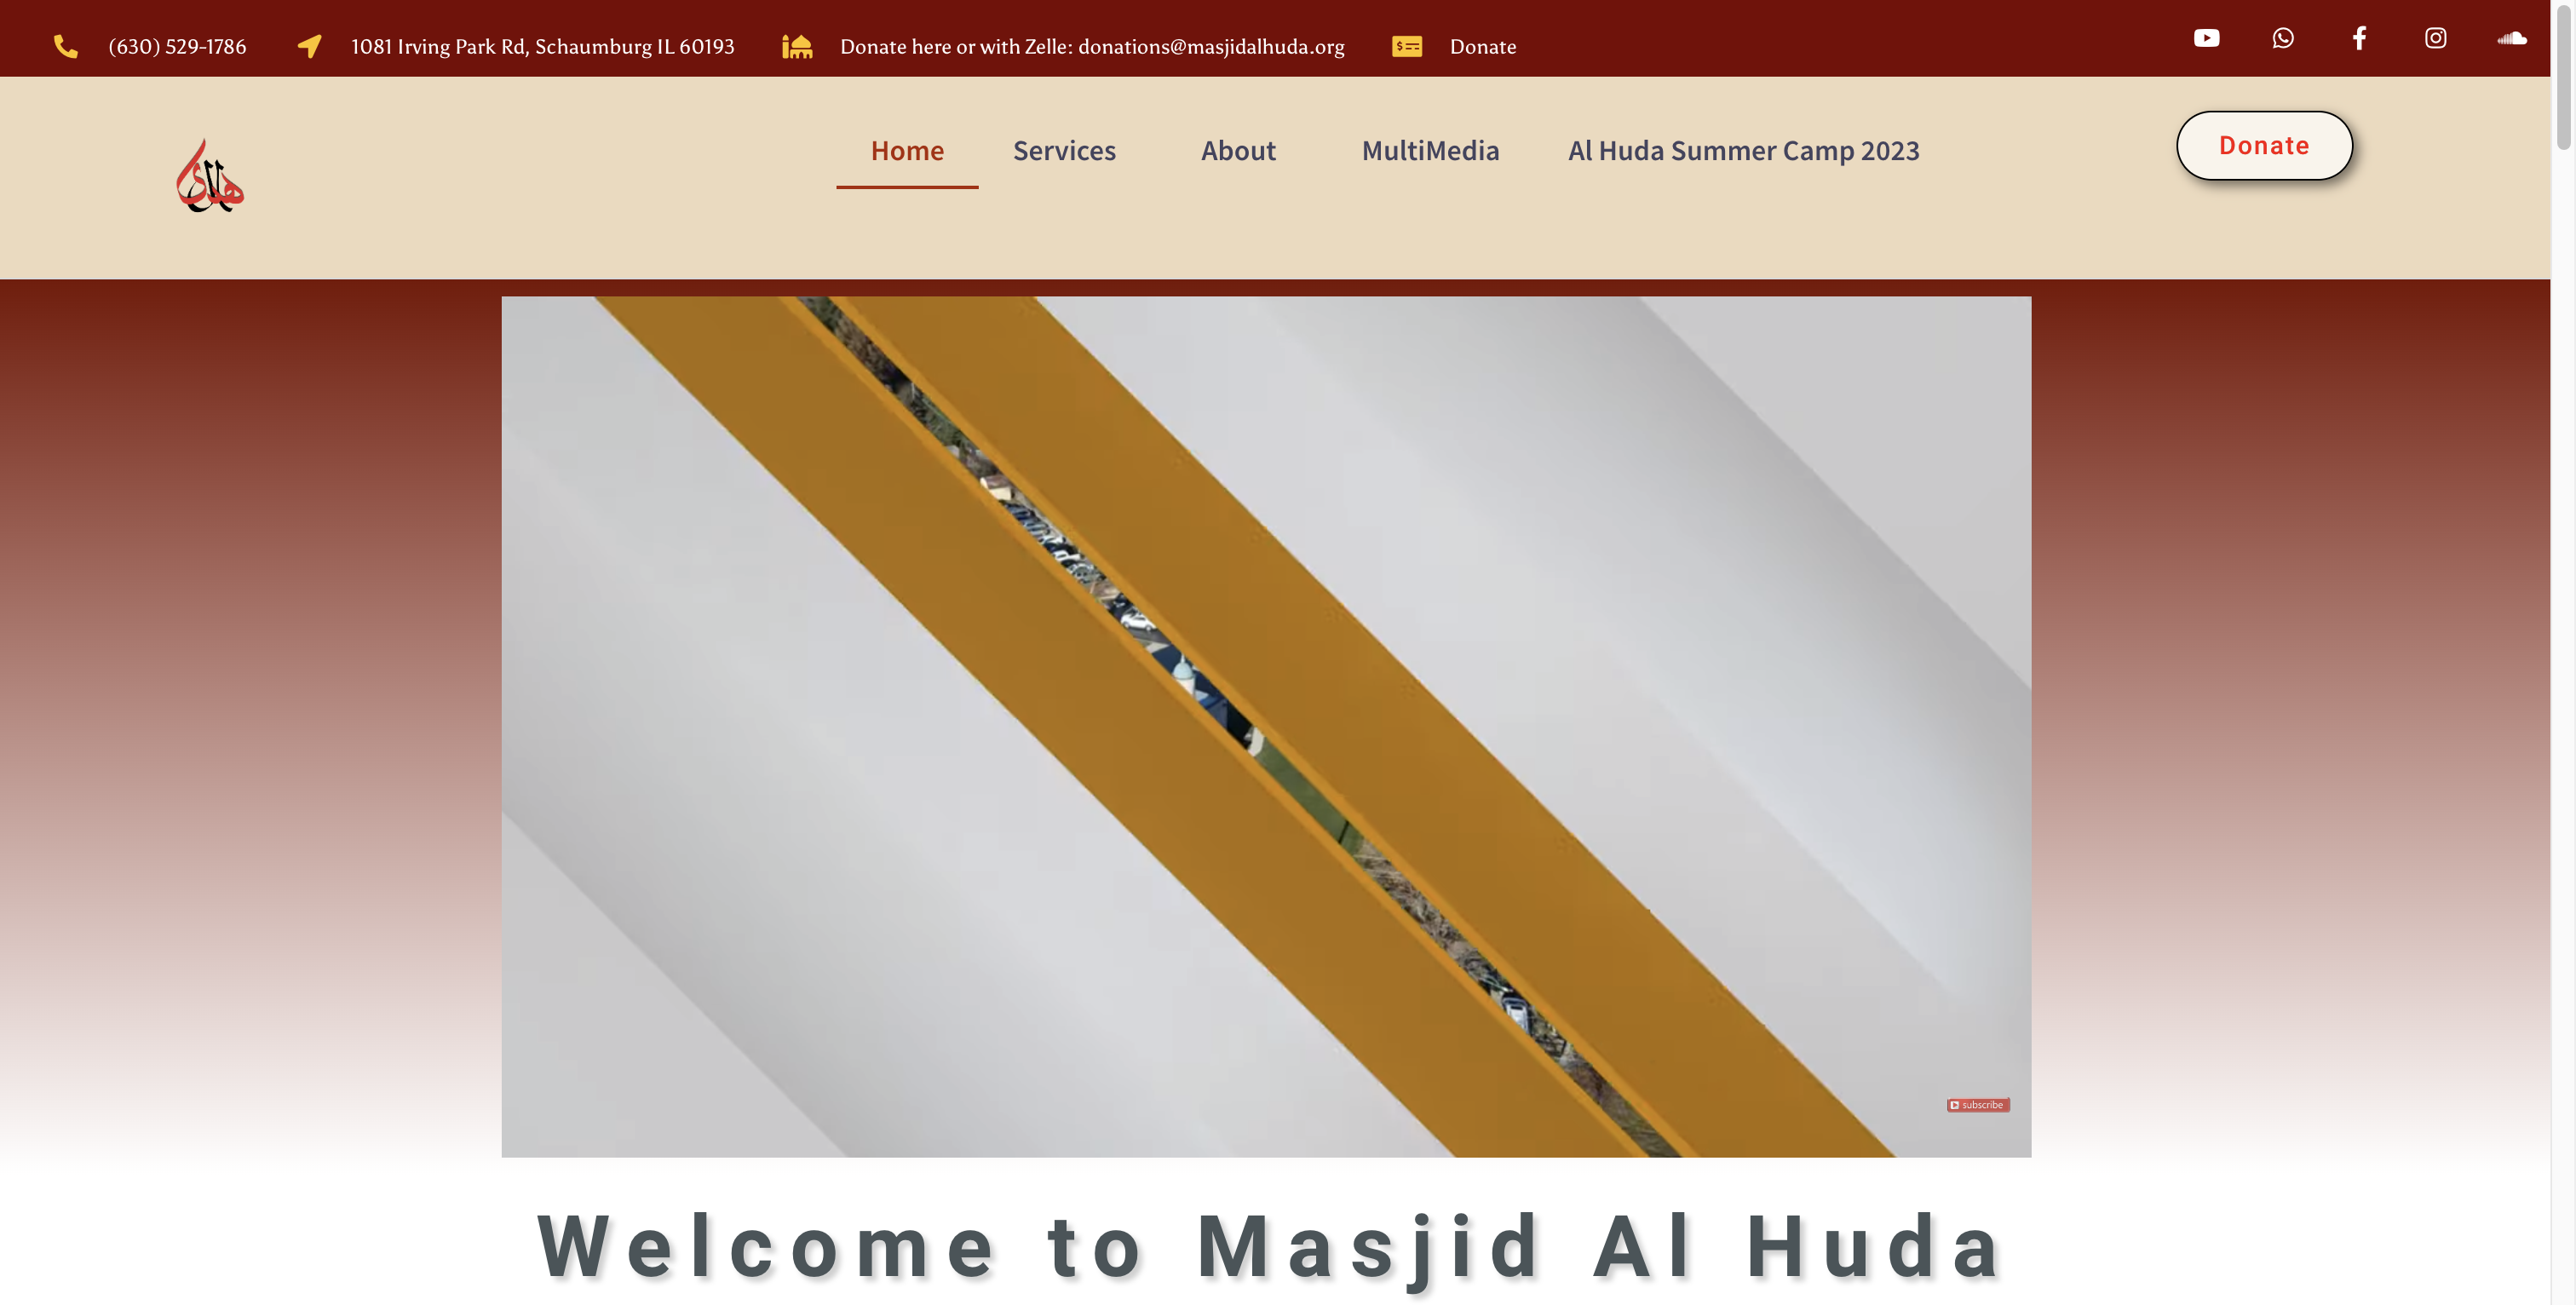 (630) 529-1786 1081 Irving Park Rd, Schaumburg IL 60193 Donate here or with Zelle: donations@masjidalhuda.org Donate
الهدى
Home Services About MultiMedia Al Huda Summer Camp 2023 Donate
subscribe
Welcome to Masjid Al Huda